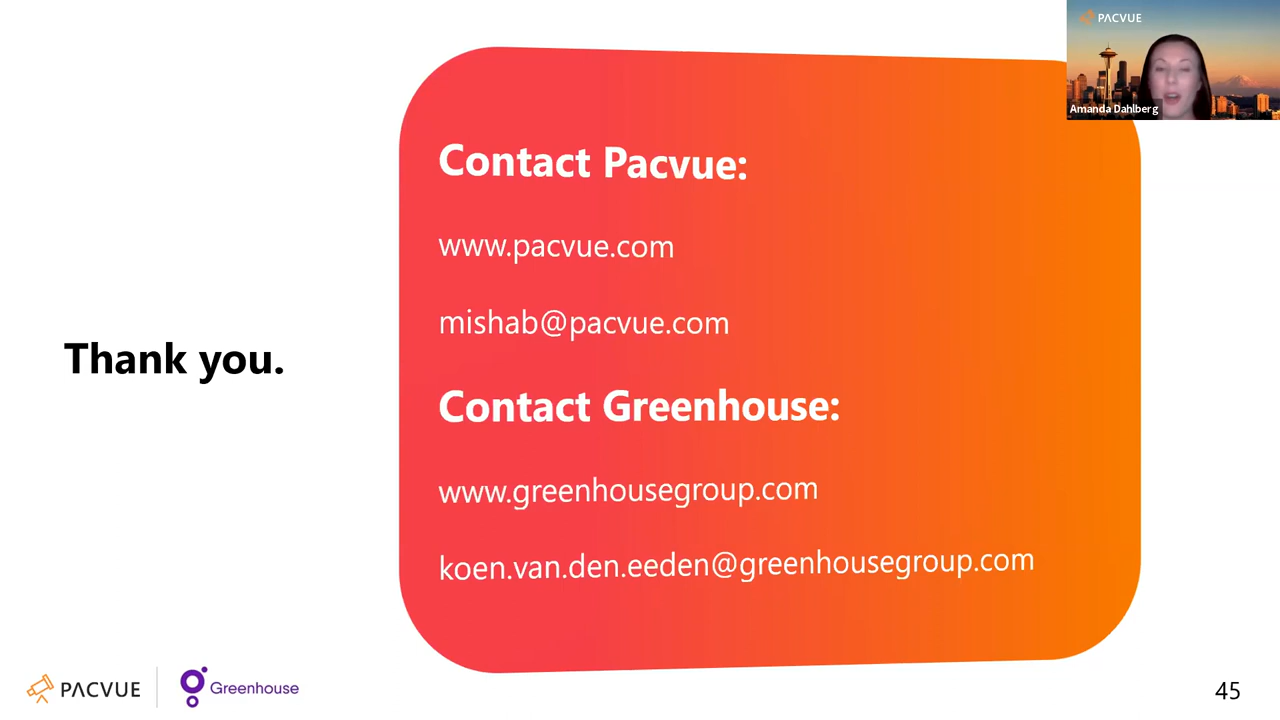 PACVUE
Amanda Dahlberg
Contact Pacvue:
www.pacvue.com
mishab@pacvue.com
Thank you.
Contact Greenhouse:
www.greenhousegroup.com
koen.van.den.eeden@greenhousegroup.com
PACVUE
Greenhouse
45